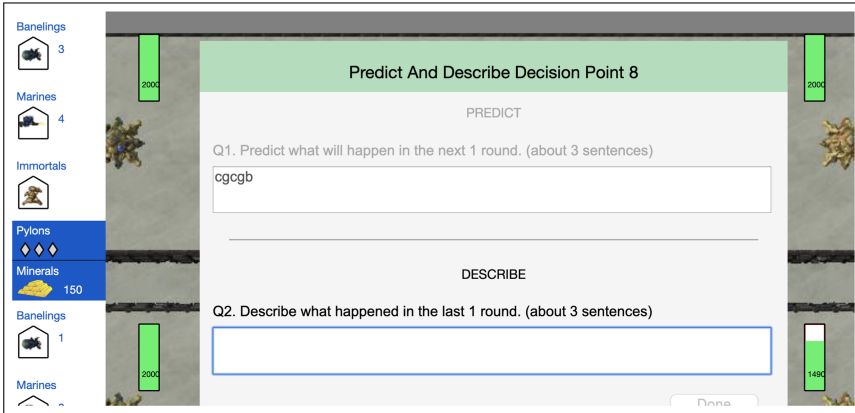 Banelings
3
2000
Marines
4
Immortals
Pylons
Minerals
150
Banelings
1
2000
Marines
Predict And Describe Decision Point 8
PREDICT
Q1. Predict what will happen in the next 1 round. (about 3 sentences)
cgcgb
DESCRIBE
Q2. Describe what happened in the last 1 round. (about 3 sentences)
Done
2000
1490